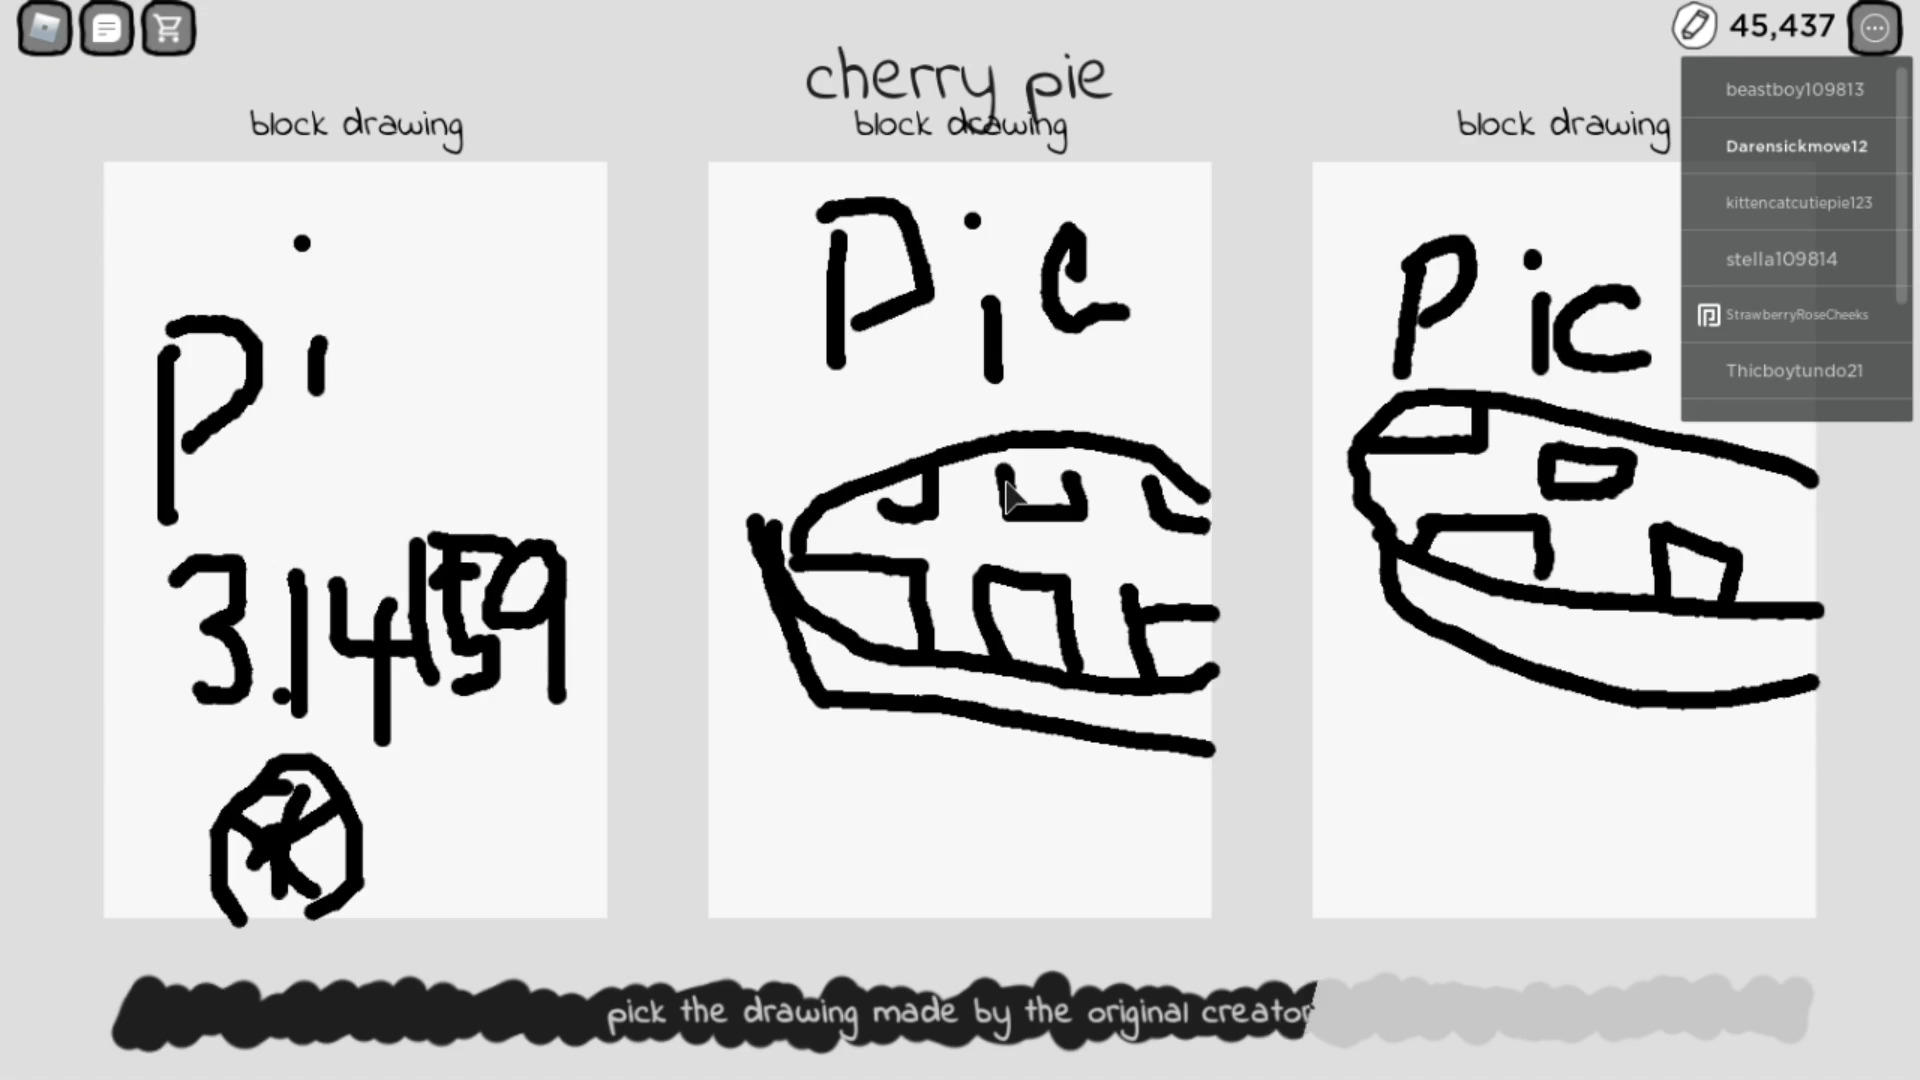 45,437
cherry pie
block drawing
block drawing
block drawing
beastboy109813
Darensickmove12
kittencatcutiepie123
stella109814
StrawberryRoseCheeks
Thicboytundo21
Pi
3.14159
Pie
Pie
pick the drawing made by the original creator